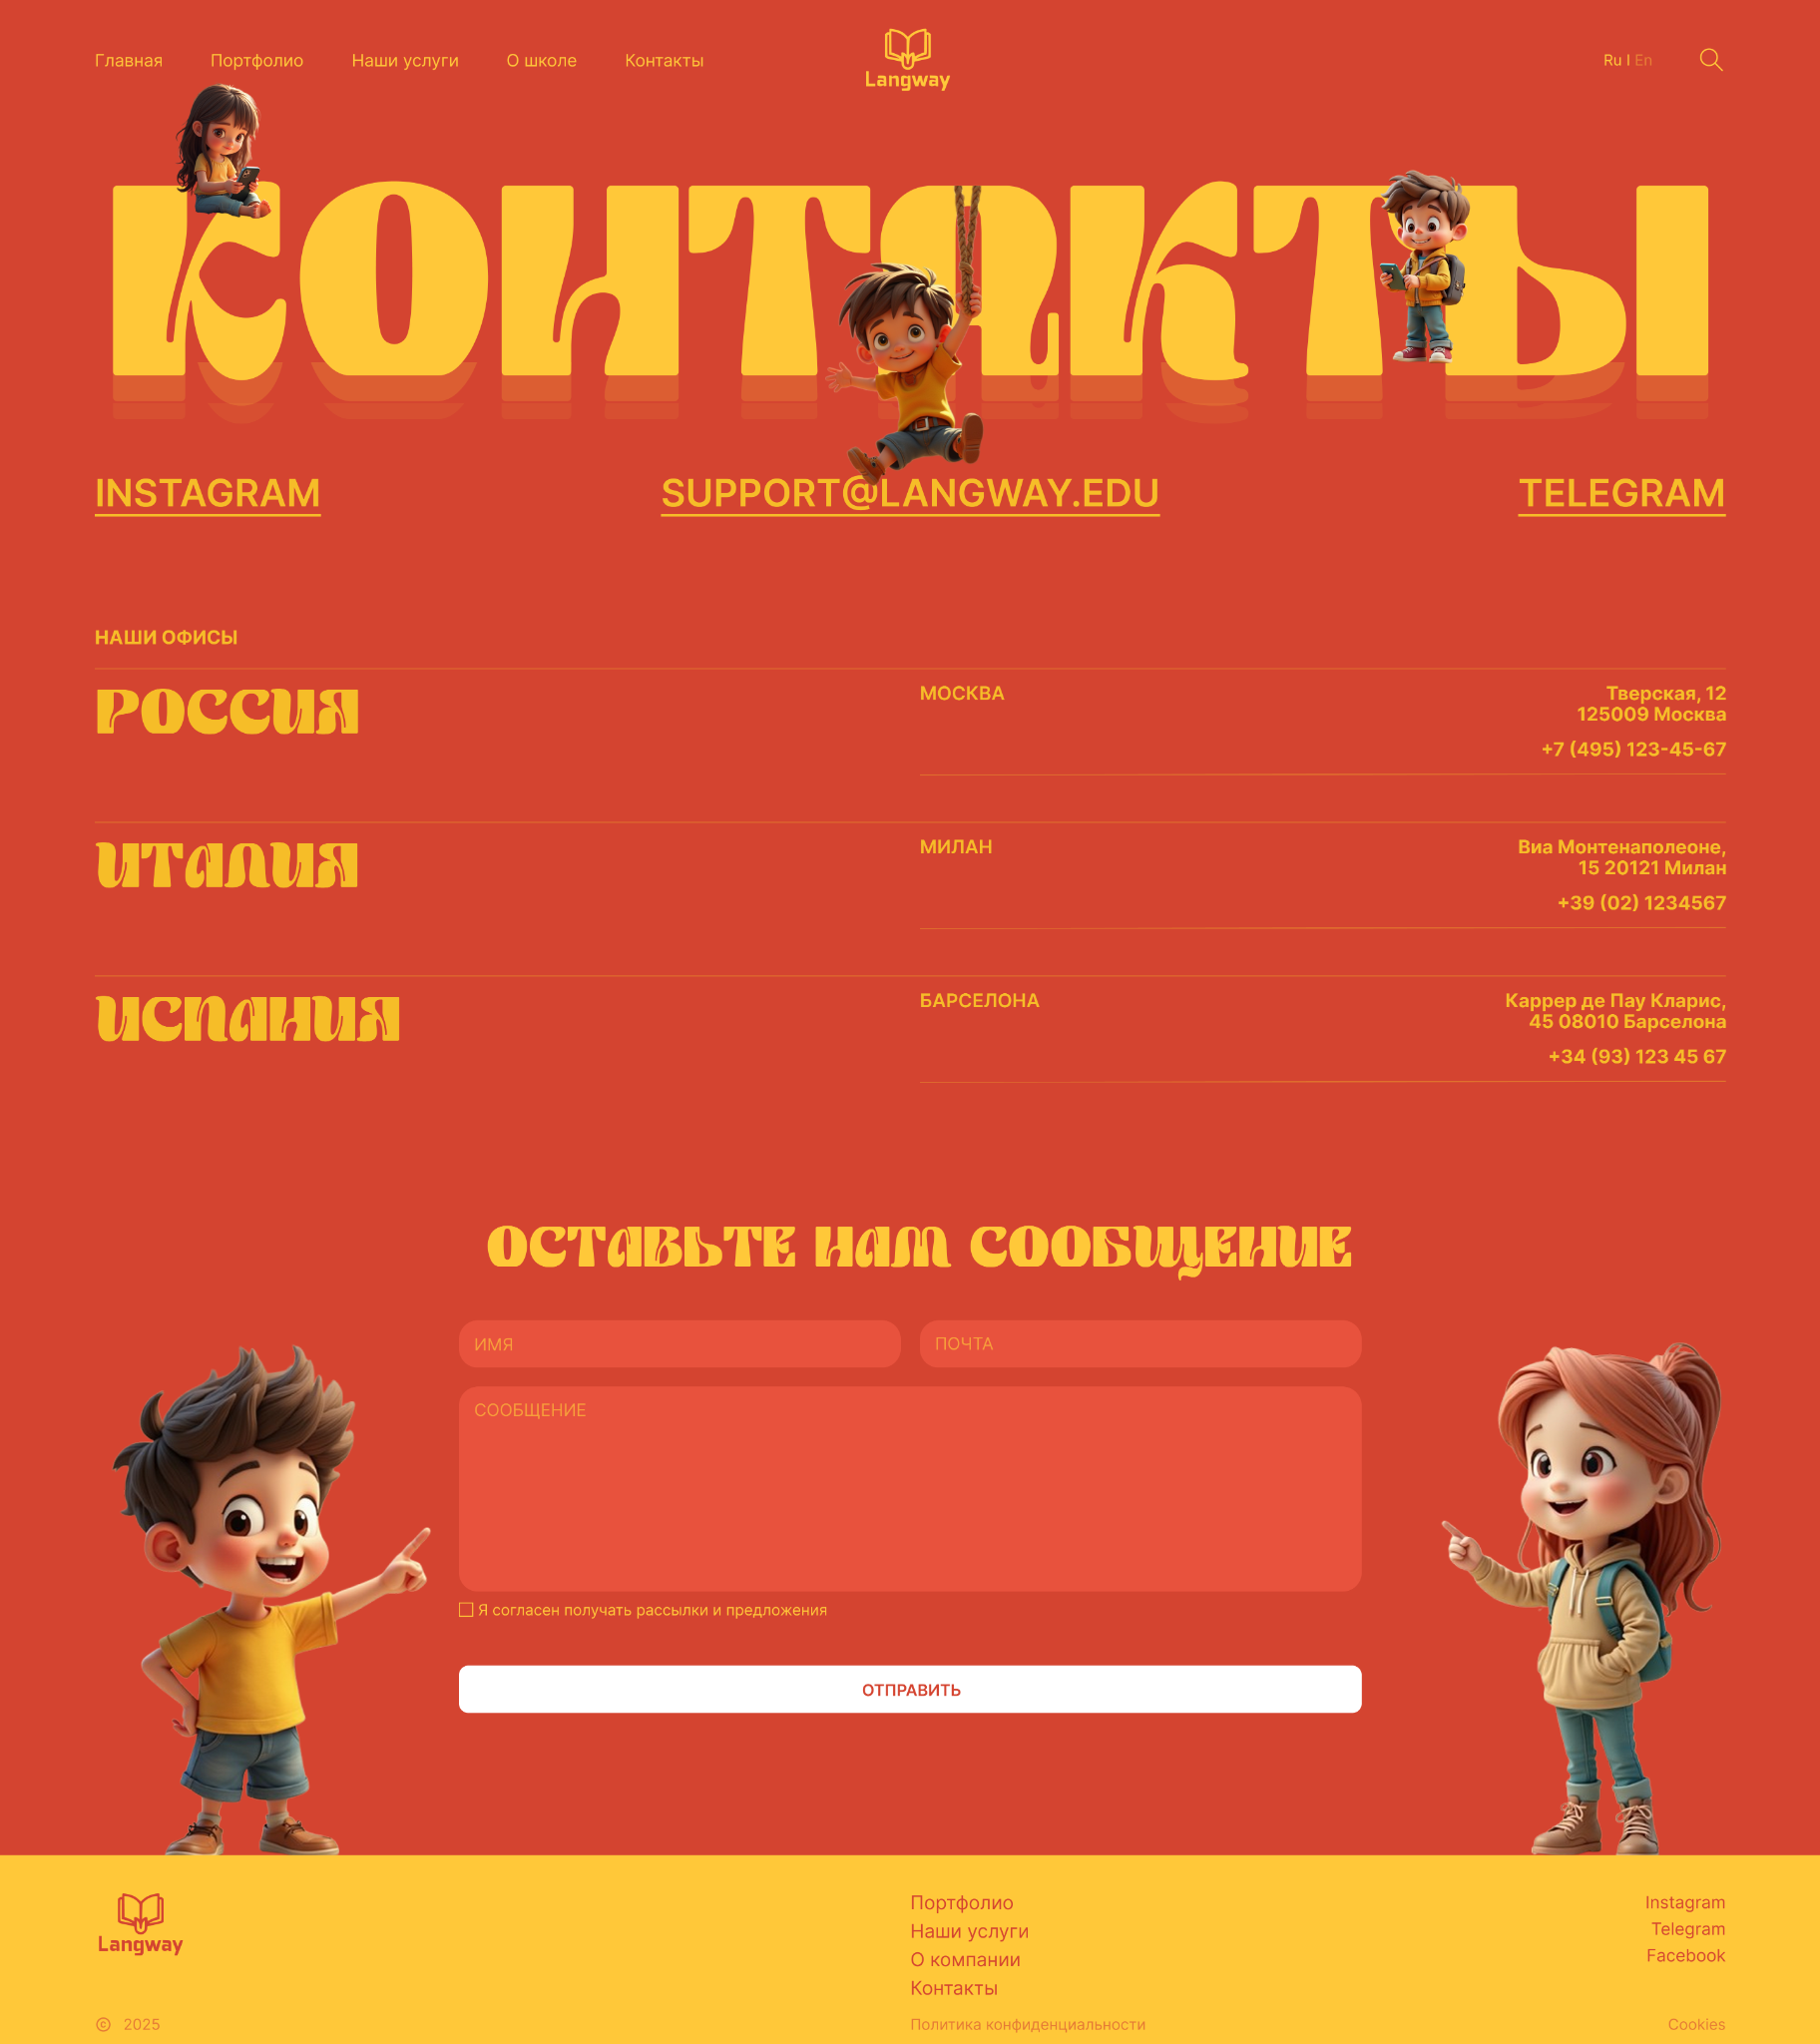 Главная Портфолио Наши услуги О школе Контакты
Langway
Ru I En
КОНТАКТЫ
INSTAGRAM
SUPPORT@LANGWAY.EDU
TELEGRAM
НАШИ ОФИСЫ
РОССИЯ
МОСКВА
Тверская, 12
125009 Москва
+7 (495) 123-45-67
ИТАЛИЯ
МИЛАН
Виа Монтенаполеоне,
15 20121 Милан
+39 (02) 1234567
ИСПАНИЯ
БАРСЕЛОНА
Каррер де Пау Кларис,
45 08010 Барселона
+34 (93) 123 45 67
ОСТАВЬТЕ НАМ СООБЩЕНИЕ
ИМЯ
ПОЧТА
СООБЩЕНИЕ
Я согласен получать рассылки и предложения
ОТПРАВИТЬ
Langway
Портфолио
Наши услуги
О компании
Контакты
Instagram
Telegram
Facebook
© 2025
Политика конфиденциальности
Cookies